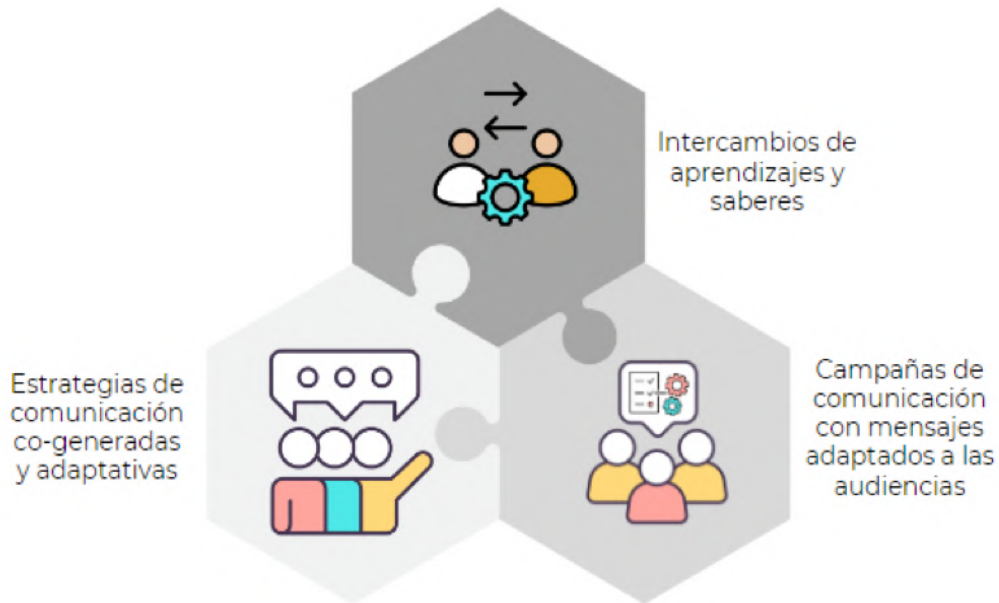 Intercambios de
aprendizajes y
saberes
Estrategias de
comunicación
co-generadas
y adaptativas
Campañas de
comunicación
con mensajes
adaptados a las
audiencias